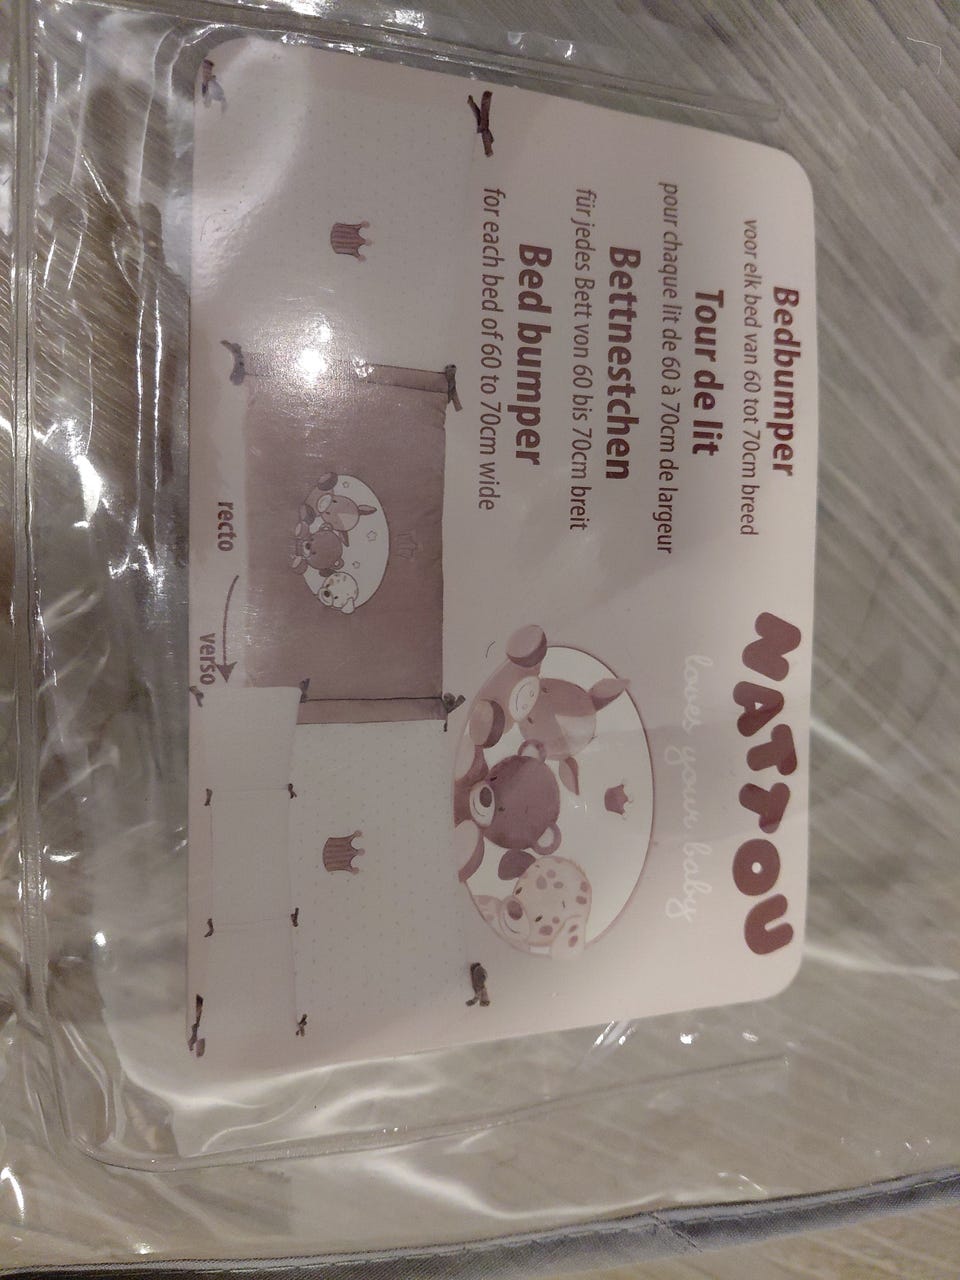 Bedbumper
voor elk bed van 60 tot 70cm breed
Tour de lit
pour chaque lit de 60 à 70cm de largeur
Bettnestchen
für jedes Bett von 60 bis 70cm breit
Bed bumper
for each bed of 60 to 70cm wide
NATTOU
loves your baby
recto
verso